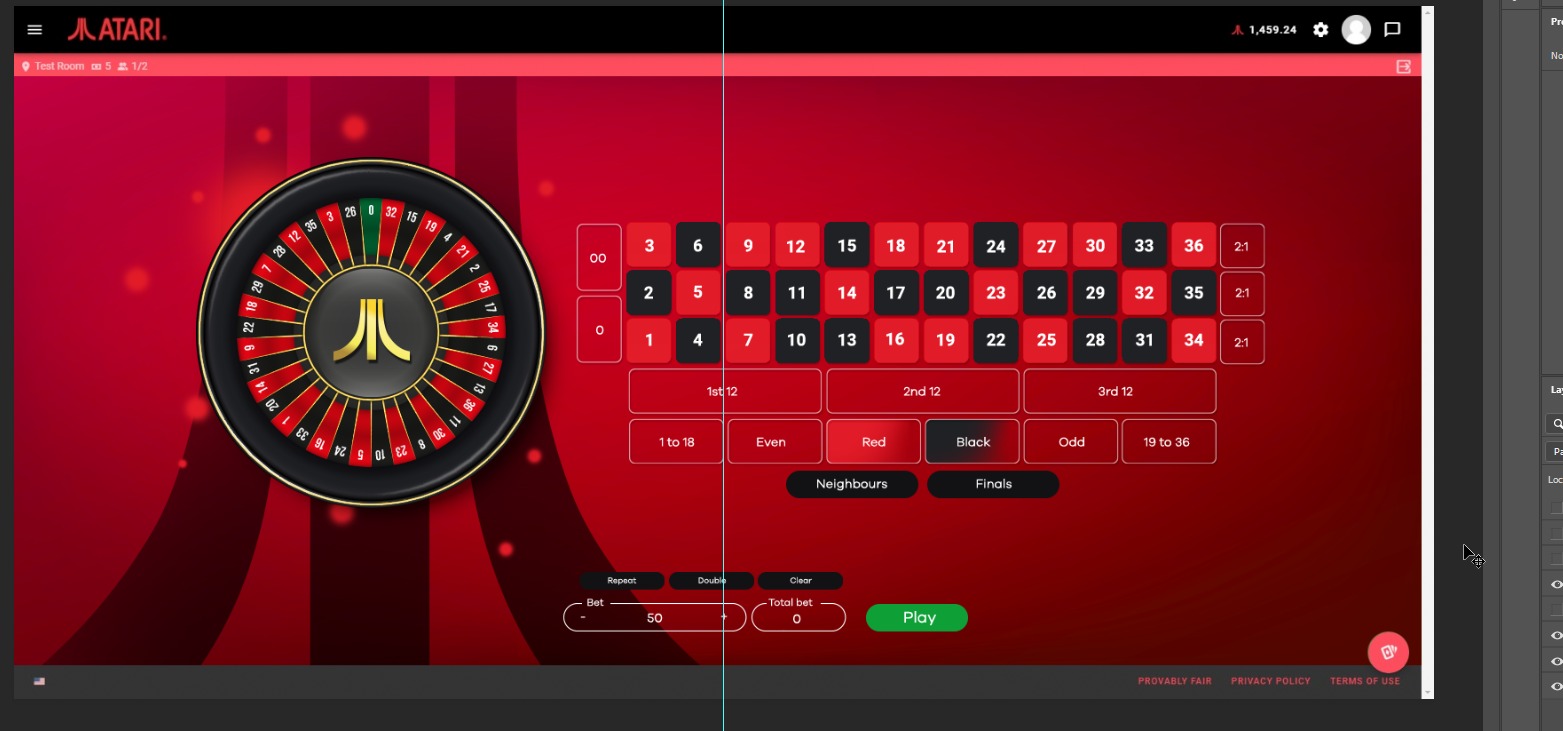 Pr
ATARI
1,459.24
No
Test Room 5 1/2
0 32 15 19 4 21 2 25 17 34 6 27 13 36 11 30 8 23 10 5 24 16 33 1 20 14 31 9 22 18 29 7 28 12 35 3 26
00 3 6 9 12 15 18 21 24 27 30 33 36 2:1
2 5 8 11 14 17 20 23 26 29 32 35 2:1
0 1 4 7 10 13 16 19 22 25 28 31 34 2:1
1st 12 2nd 12 3rd 12
La
1 to 18 Even Red Black Odd 19 to 36
Pa
Neighbours Finals
Loc
Repeat Double Clear
Bet Total bet
- 50 + 0 Play
PROVABLY FAIR PRIVACY POLICY TERMS OF USE